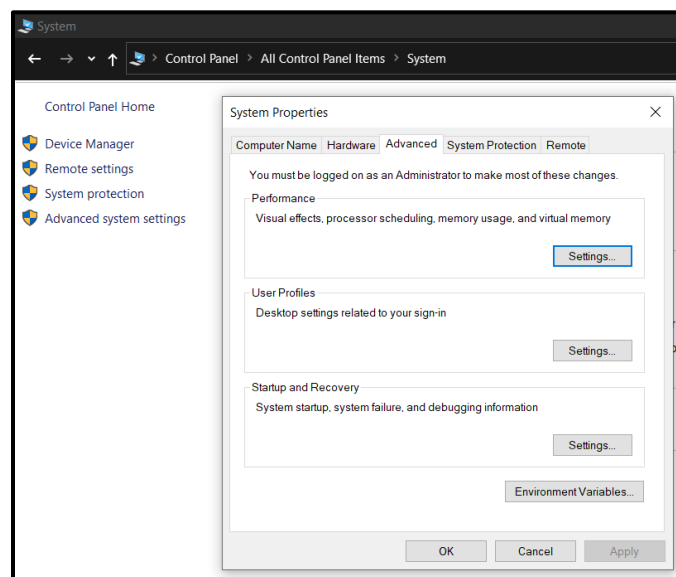 System
Control Panel > All Control Panel Items > System
Control Panel Home
Device Manager
Remote settings
System protection
Advanced system settings
System Properties
Computer Name Hardware Advanced System Protection Remote
You must be logged on as an Administrator to make most of these changes.
Performance
Visual effects, processor scheduling, memory usage, and virtual memory
Settings...
User Profiles
Desktop settings related to your sign-in
Settings...
Startup and Recovery
System startup, system failure, and debugging information
Settings...
Environment Variables...
OK Cancel Apply